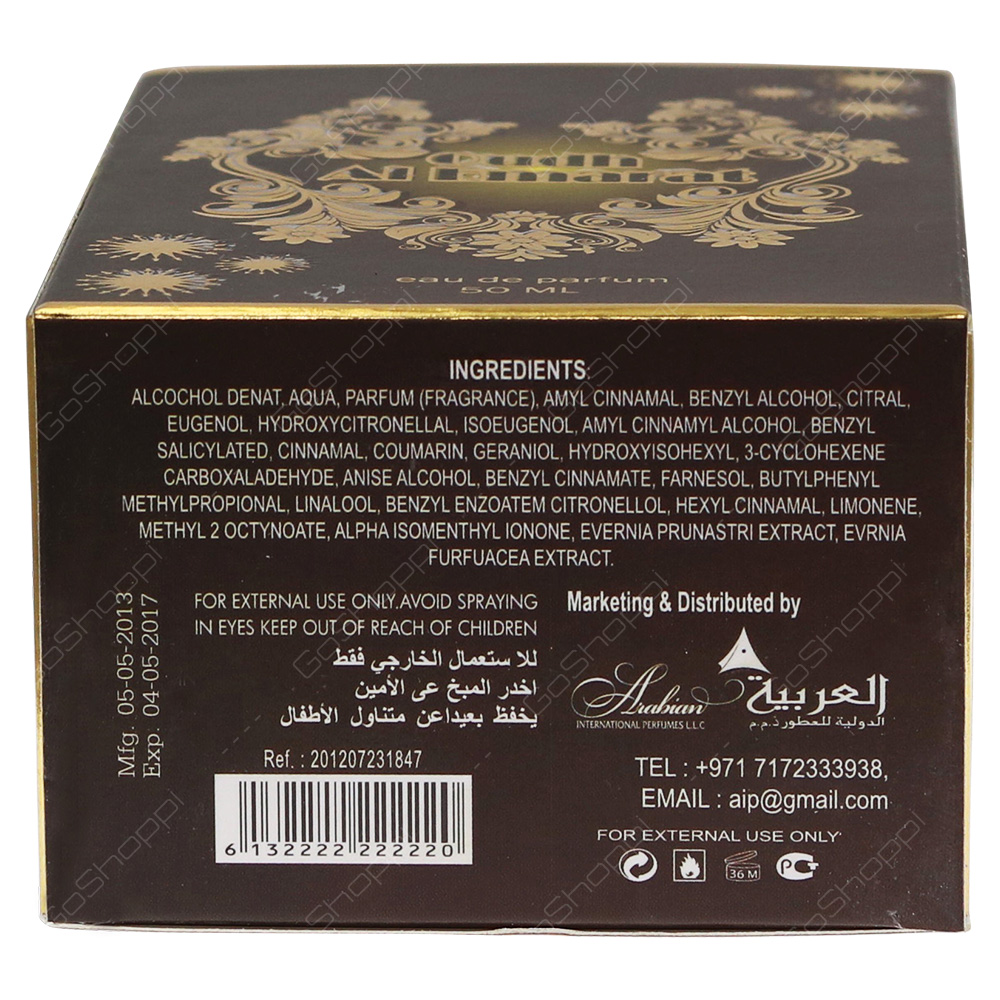 Oudh
Al Emarat
eau de parfum
50 ML
INGREDIENTS:
ALCOCHOL DENAT, AQUA, PARFUM (FRAGRANCE), AMYL CINNAMAL, BENZYL ALCOHOL, CITRAL,
EUGENOL, HYDROXYCITRONELLAL, ISOEUGENOL, AMYL CINNAMYL ALCOHOL, BENZYL
SALICYLATED, CINNAMAL, COUMARIN, GERANIOL, HYDROXYISOHEXYL, 3-CYCLOHEXENE
CARBOXALADEHYDE, ANISE ALCOHOL, BENZYL CINNAMATE, FARNESOL, BUTYLPHENYL
METHYLPROPIONAL, LINALOOL, BENZYL ENZOATEM CITRONELLOL, HEXYL CINNAMAL, LIMONENE,
METHYL 2 OCTYNOATE, ALPHA ISOMENTHYL IONONE, EVERNIA PRUNASTRI EXTRACT, EVRNIA
FURFUACEA EXTRACT.
Mfg. 05-05-2013
Exp. 04-05-2017
FOR EXTERNAL USE ONLY.AVOID SPRAYING
IN EYES KEEP OUT OF REACH OF CHILDREN
للا ستعمال الخارجي فقط
احذر المبخ عى الأمين
يحفظ بعيداعن متناول الأطفال
Ref. : 201207231847
6 132222 222220
Marketing & Distributed by
Arabian
INTERNATIONAL PERFUMES L.L.C
العربية
الدولية للعطور ذ.م.م
TEL : +971 7172333938,
EMAIL : aip@gmail.com
FOR EXTERNAL USE ONLY
36 M
GoShoppi